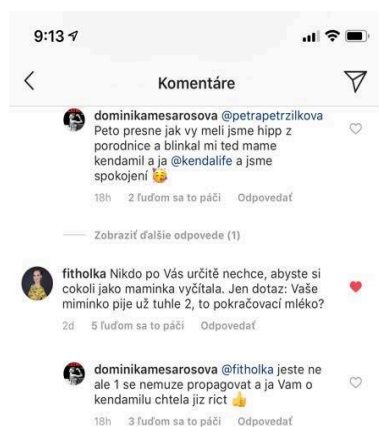 9:13
Komentáre
dominikamesarosova @petrapetrzilkova
Peto presne jak vy meli jsme hipp z
porodnice a blinkal mi ted mame
kendamil a ja @kendalife a jsme
spokojení 🥳
18h 2 ľuďom sa to páči Odpovedať
Zobraziť ďalšie odpovede (1)
fitholka Nikdo po Vás určitě nechce, abyste si
cokoli jako maminka vyčítala. Jen dotaz: Vaše
miminko pije už tuhle 2, to pokračovací mléko?
2d 5 ľuďom sa to páči Odpovedať
dominikamesarosova @fitholka jeste ne
ale 1 se nemuze propagovat a ja Vam o
kendamilu chtela jiz rict 👍
18h 3 ľuďom sa to páči Odpovedať